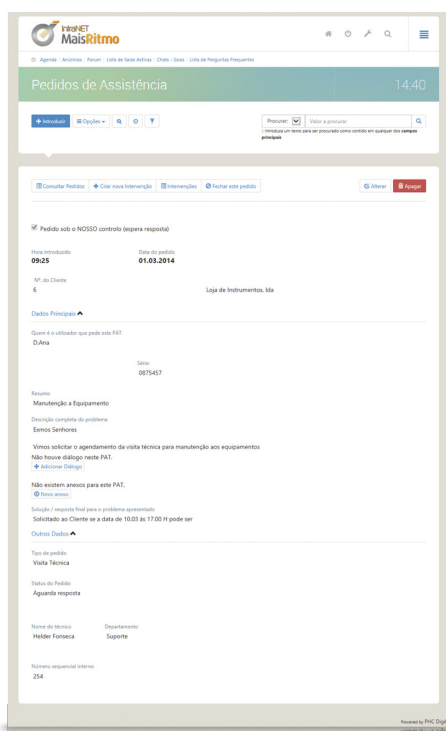 IntraNET
MaisRitmo
Agenda | Anúncios | Forum | Lista de Salas Activas | Chats - Salas | Lista de Perguntas Frequentes
Pedidos de Assistência 14:40
Introduzir Opções Procurar: Valor a procurar
Introduza um texto para ser procurado como contido em qualquer dos campos
principais
Consultar Pedidos Criar nova Intervenção Intervenções Fechar este pedido Alterar Apagar
Pedido sob o NOSSO controlo (espera resposta)
Hora introduzido Data do pedido
09:25 01.03.2014
Nº. do Cliente
6 Loja de Instrumentos, lda
Dados Principais
Quem é o utilizador que pede este PAT
D.Ana
Série:
0875457
Resumo
Manutenção a Equipamento
Descrição completa do problema
Exmos Senhores
Vimos solicitar o agendamento da visita técnica para manutenção aos equipamentos
Não houve diálogo neste PAT.
Adicionar Diálogo
Não existem anexos para este PAT.
Novo anexo
Solução / resposta final para o problema apresentado
Solicitado ao Cliente se a data de 10.03 às 17.00 H pode ser
Outros Dados
Tipo de pedido
Visita Técnica
Status do Pedido
Aguarda resposta
Nome do técnico Departamento
Helder Fonseca Suporte
Número sequencial interno
254
Powered by PHC Digi